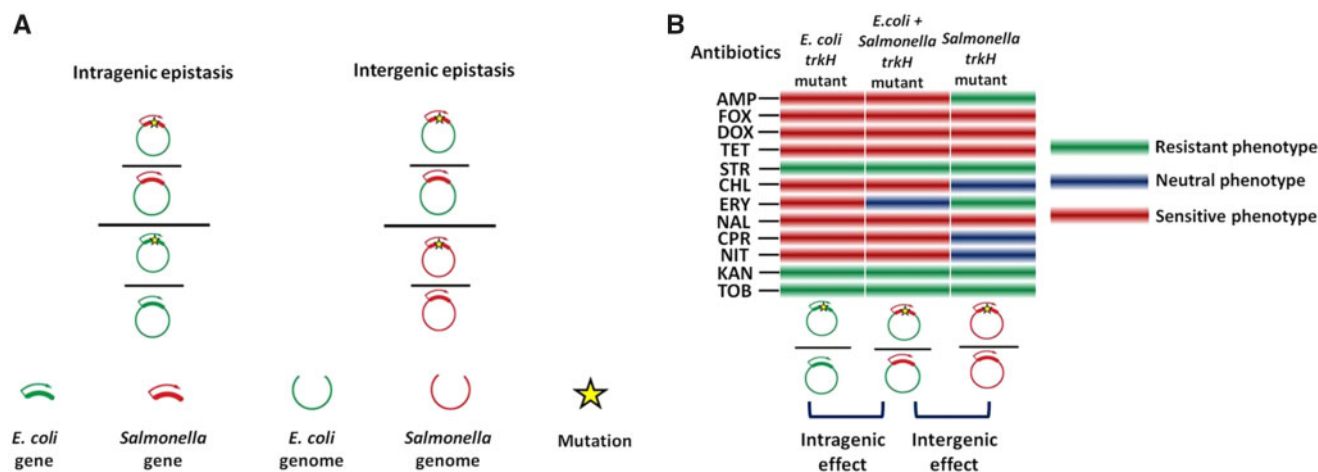 A
Intragenic epistasis
Intergenic epistasis
E. coli
gene
Salmonella
gene
E. coli
genome
Salmonella
genome
Mutation
B
Antibiotics
E. coli
trkH
mutant
E.coli +
Salmonella
trkH
mutant
Salmonella
trkH
mutant
AMP
FOX
DOX
TET
STR
CHL
ERY
NAL
CPR
NIT
KAN
TOB
Resistant phenotype
Neutral phenotype
Sensitive phenotype
Intragenic
effect
Intergenic
effect